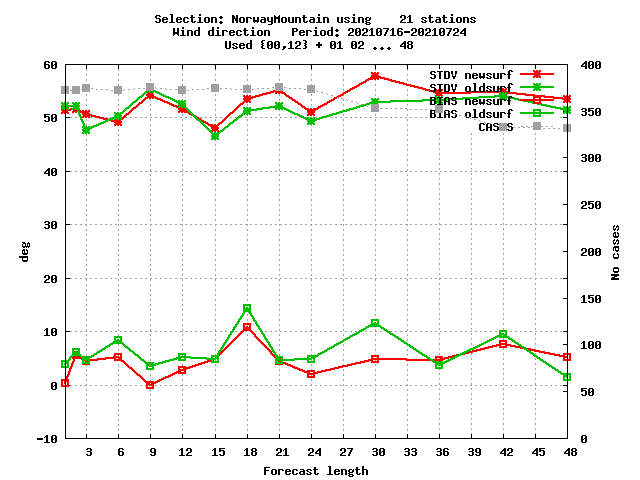 Selection: NorwayMountain using 21 stations
Wind direction Period: 20210716-20210724
Used {00,12} + 01 02 ... 48
60 400
STDV newsurf
STDV oldsurf
BIAS newsurf
BIAS oldsurf
CASES
50 350
40 300
30 250
20 200
10 150
0 100
-10 50
0
deg
No cases
3 6 9 12 15 18 21 24 27 30 33 36 39 42 45 48
Forecast length